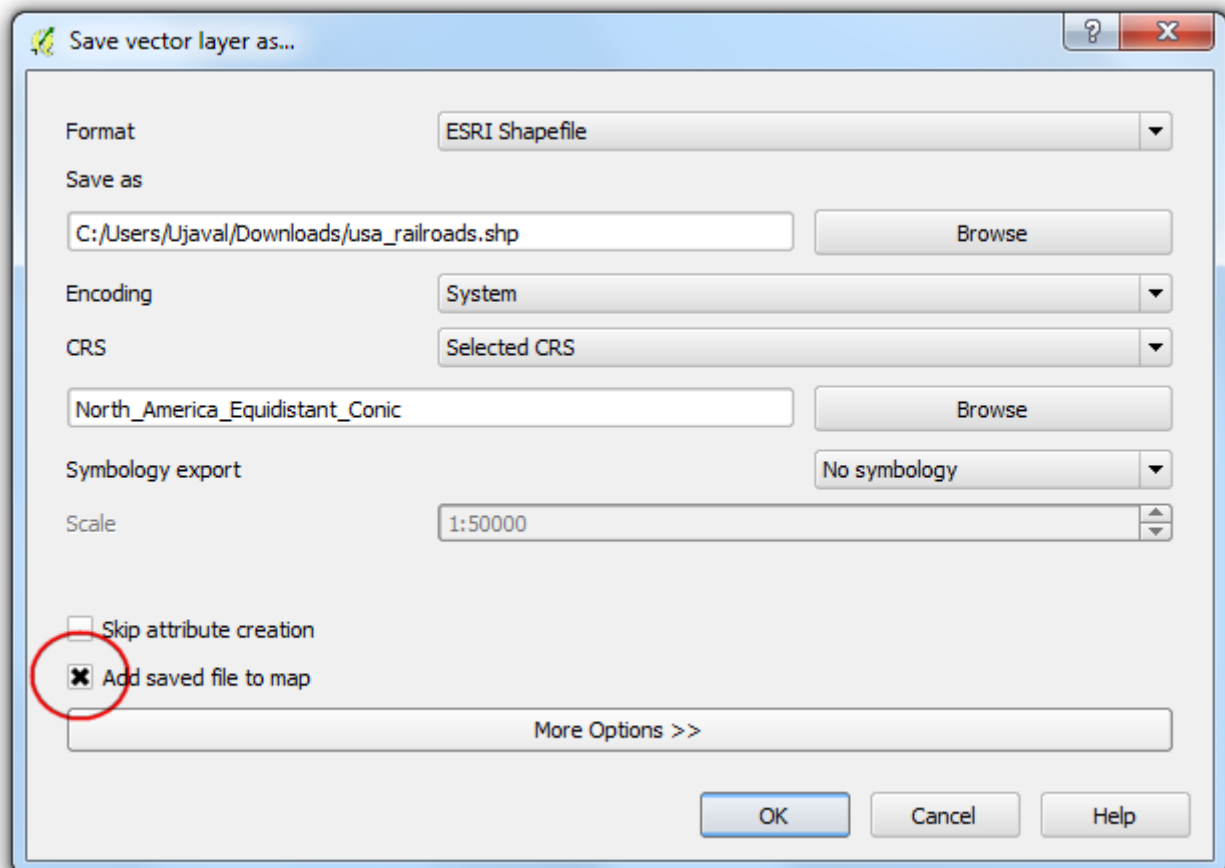 Save vector layer as...
Format ESRI Shapefile
Save as
C:/Users/Ujaval/Downloads/usa_railroads.shp Browse
Encoding System
CRS Selected CRS
North_America_Equidistant_Conic Browse
Symbology export No symbology
Scale 1:50000
Skip attribute creation
Add saved file to map
More Options >>
OK Cancel Help